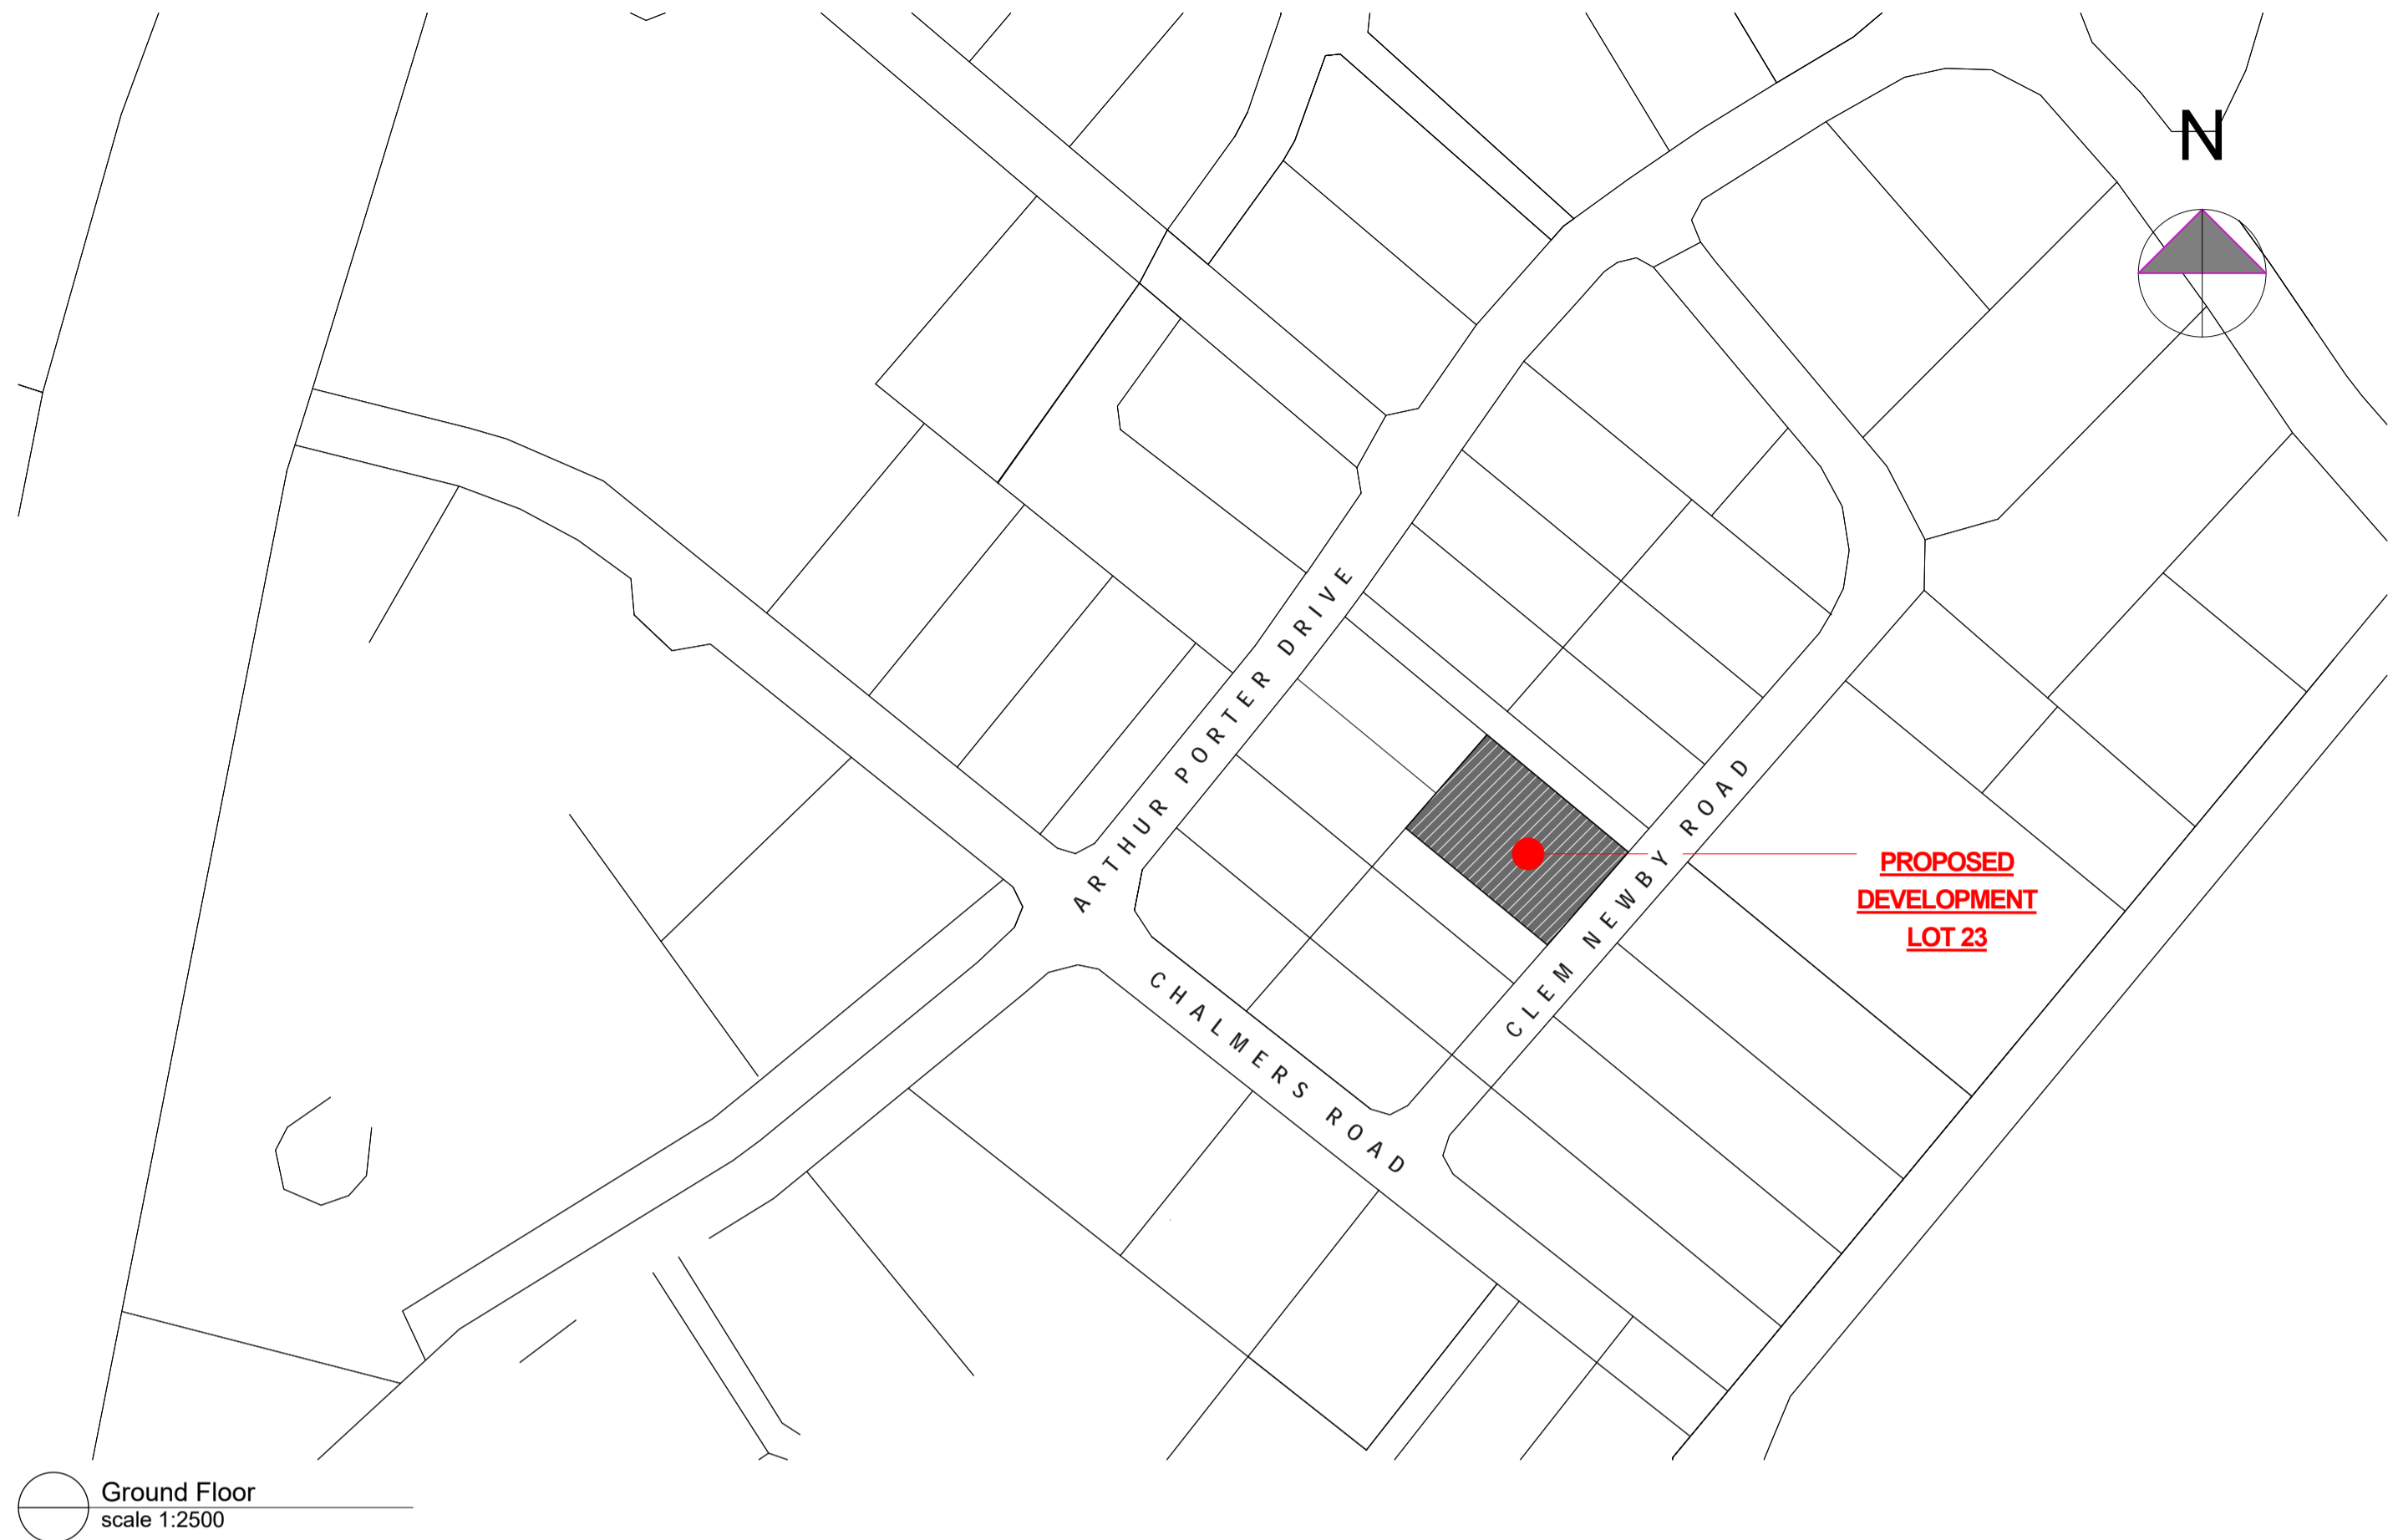 N
ARTHUR PORTER DRIVE
CLEM NEWBY ROAD
PROPOSED
DEVELOPMENT
LOT 23
CHALMERS ROAD
Ground Floor
scale 1:2500